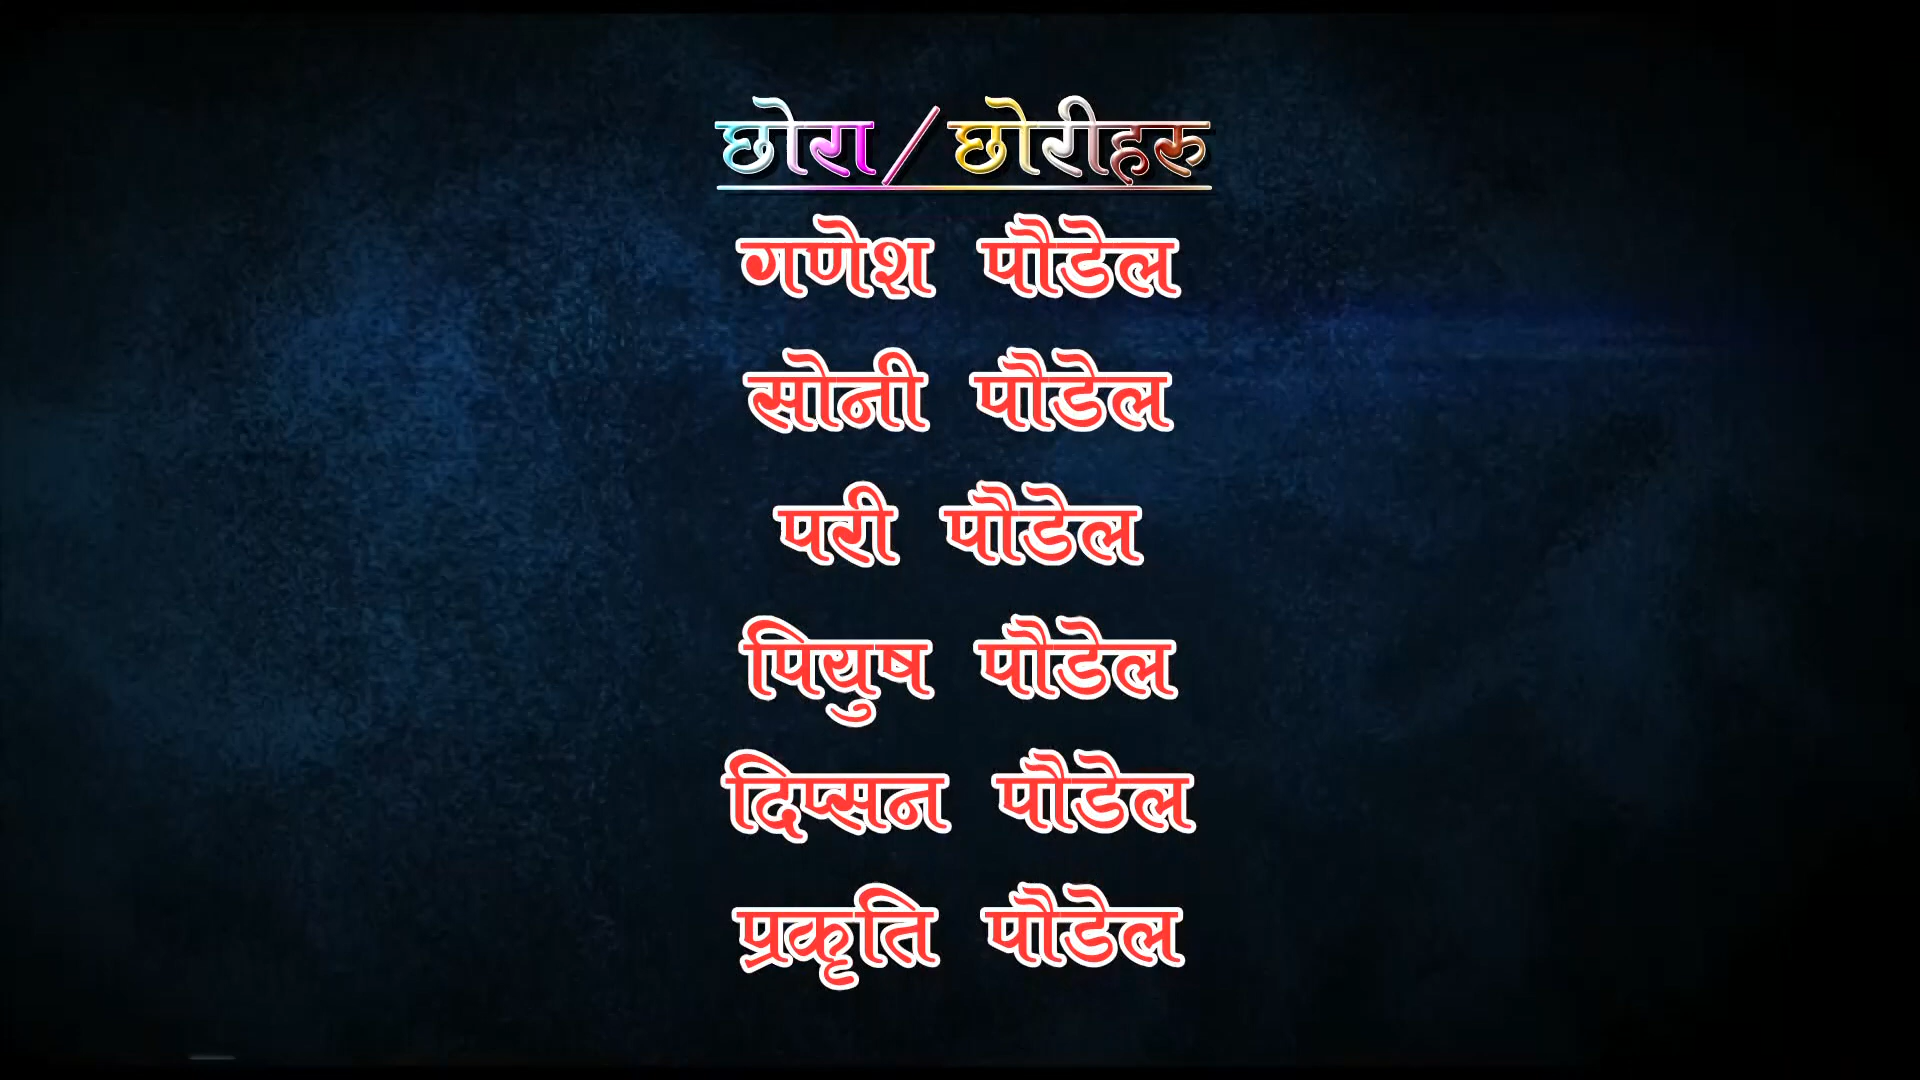 छोरा/छोरीहरु
गणेश पौडेल
सोनी पौडेल
परी पौडेल
पियुष पौडेल
दिप्सन पौडेल
प्रकृति पौडेल